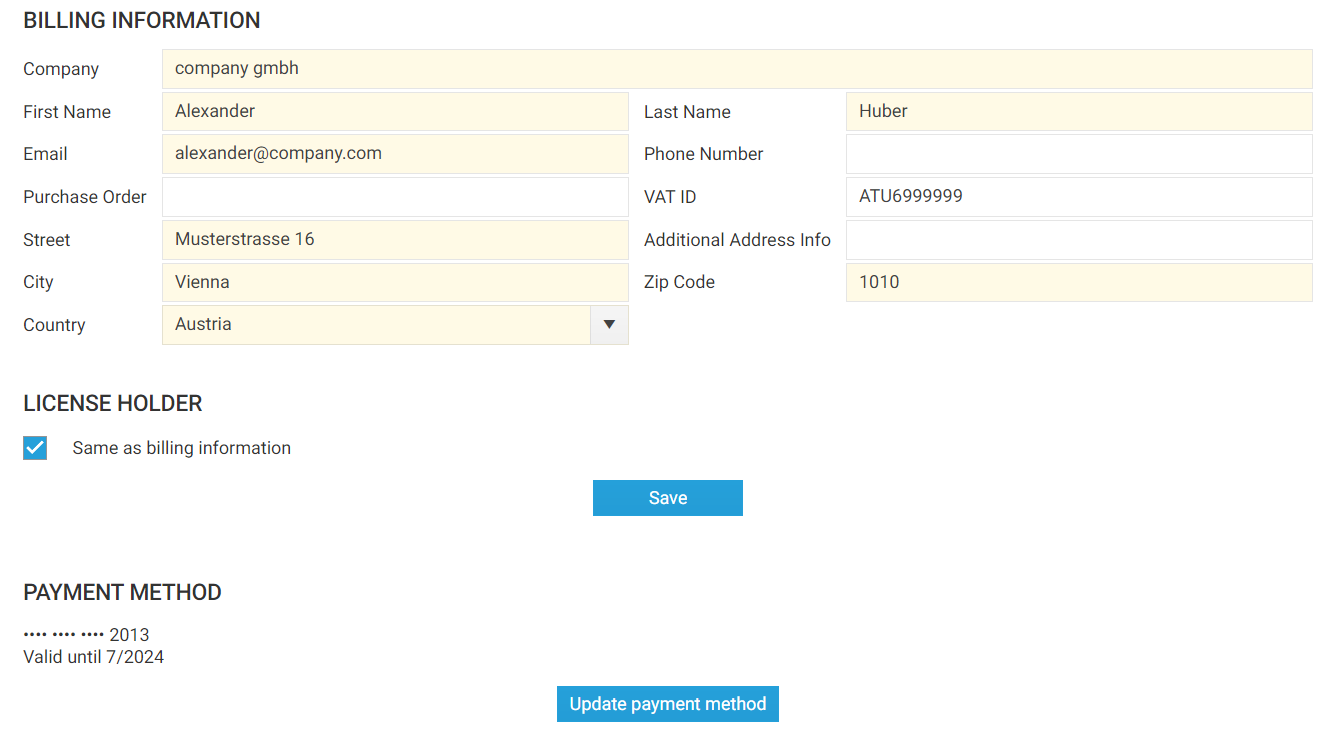 BILLING INFORMATION
Company company gmbh
First Name Alexander Last Name Huber
Email alexander@company.com Phone Number
Purchase Order VAT ID ATU6999999
Street Musterstrasse 16 Additional Address Info
City Vienna Zip Code 1010
Country Austria
LICENSE HOLDER
Same as billing information
Save
PAYMENT METHOD
•••• •••• •••• 2013
Valid until 7/2024
Update payment method